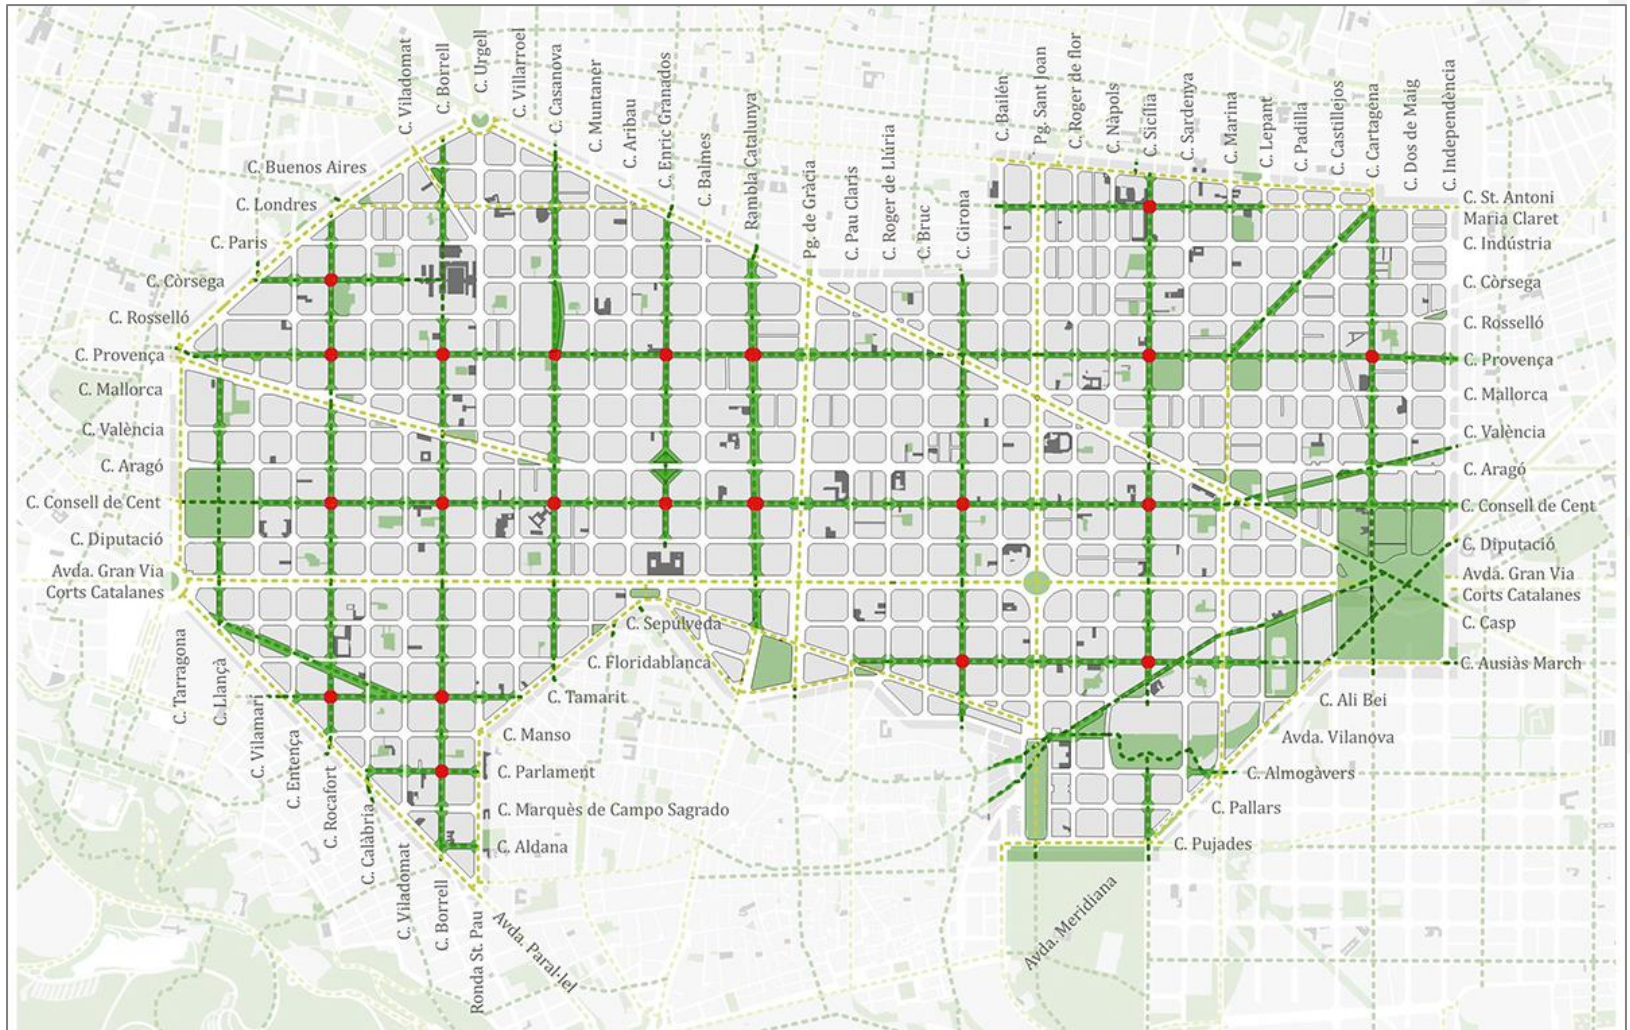 C. Viladomat
C. Borrell
C. Urgell
C. Villarroel
C. Casanova
C. Muntaner
C. Aribau
C. Enric Granados
C. Balmes
Rambla Catalunya
Pg. de Gràcia
C. Pau Claris
C. Roger de Llúria
C. Bruc
C. Girona
C. Bailén
Pg. Sant Joan
C. Roger de flor
C. Nàpols
C. Sicília
C. Sardenya
C. Marina
C. Lepant
C. Padilla
C. Castillejos
C. Cartagena
C. Dos de Maig
C. Independència
C. Buenos Aires
C. Londres
C. Paris
C. Còrsega
C. Rosselló
C. Provença
C. Mallorca
C. València
C. Aragó
C. Consell de Cent
C. Diputació
Avda. Gran Via
Corts Catalanes
C. St. Antoni
Maria Claret
C. Indústria
C. Còrsega
C. Rosselló
C. Provença
C. Mallorca
C. València
C. Aragó
C. Consell de Cent
C. Diputació
Avda. Gran Via
Corts Catalanes
C. Casp
C. Ausiàs March
C. Ali Bei
Avda. Vilanova
C. Almogàvers
C. Pallars
C. Pujades
C. Sepúlveda
C. Floridablanca
C. Tamarit
C. Manso
C. Parlament
C. Marquès de Campo Sagrado
C. Aldana
C. Tarragona
C. Llançà
C. Vilamarí
C. Entença
C. Rocafort
C. Calàbria
C. Viladomat
C. Borrell
Ronda St. Pau
Avda. Paral·lel
Avda. Meridiana